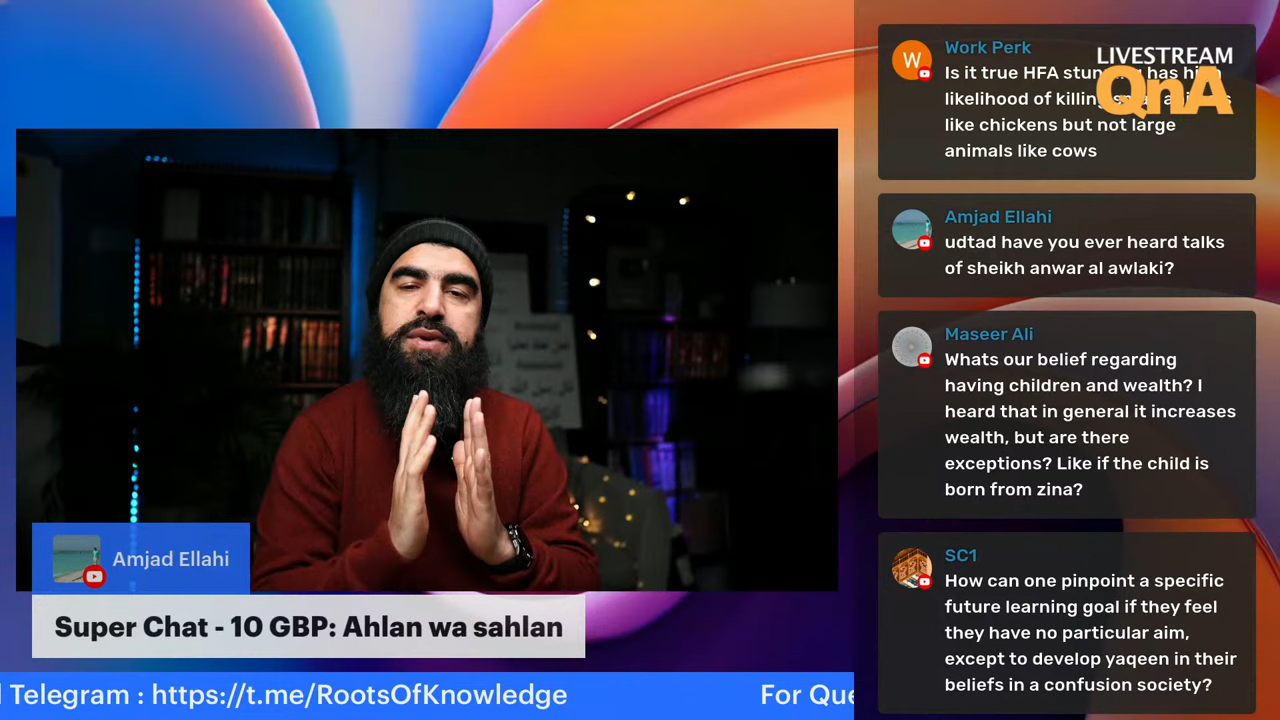 Work Perk
Is it true HFA has
likelihood of
like chickens but not large
animals like cows
LIVESTREAM
QnA
Amjad Ellahi
udtad have you ever heard talks
of sheikh anwar al awlaki?
Maseer Ali
Whats our belief regarding
having children and wealth? I
heard that in general it increases
wealth, but are there
exceptions? Like if the child is
born from zina?
SC1
How can one pinpoint a specific
future learning goal if they feel
they have no particular aim,
except to develop yaqeen in their
beliefs in a confusion society?
Amjad Ellahi
Super Chat - 10 GBP: Ahlan wa sahlan
Telegram : https://t.me/RootsOfKnowledge
For
W